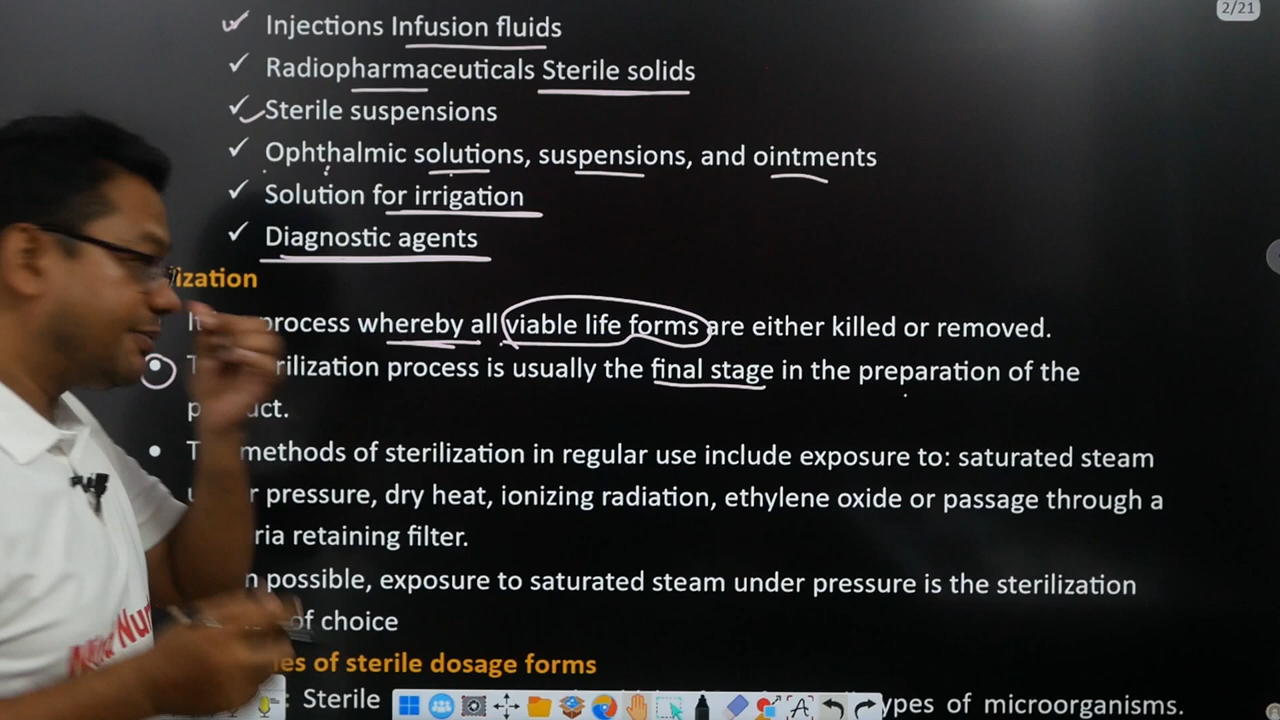 2/21
Injections Infusion fluids
Radiopharmaceuticals Sterile solids
Sterile suspensions
Ophthalmic solutions, suspensions, and ointments
Solution for irrigation
Diagnostic agents
ization
process whereby all viable life forms are either killed or removed.
rilization process is usually the final stage in the preparation of the
uct.
methods of sterilization in regular use include exposure to: saturated steam
r pressure, dry heat, ionizing radiation, ethylene oxide or passage through a
ria retaining filter.
n possible, exposure to saturated steam under pressure is the sterilization
of choice
es of sterile dosage forms
: Sterile ypes of microorganisms.